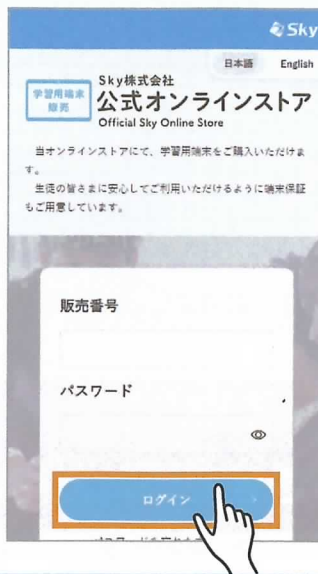 Sky
日本語 English
学習用端末
販売
Sky株式会社
公式オンラインストア
Official Sky Online Store
当オンラインストアにて、学習用端末をご購入いただけま
す。
生徒の皆さまに安心してご利用いただけるように端末保証
もご用意しています。
販売番号
パスワード
ログイン